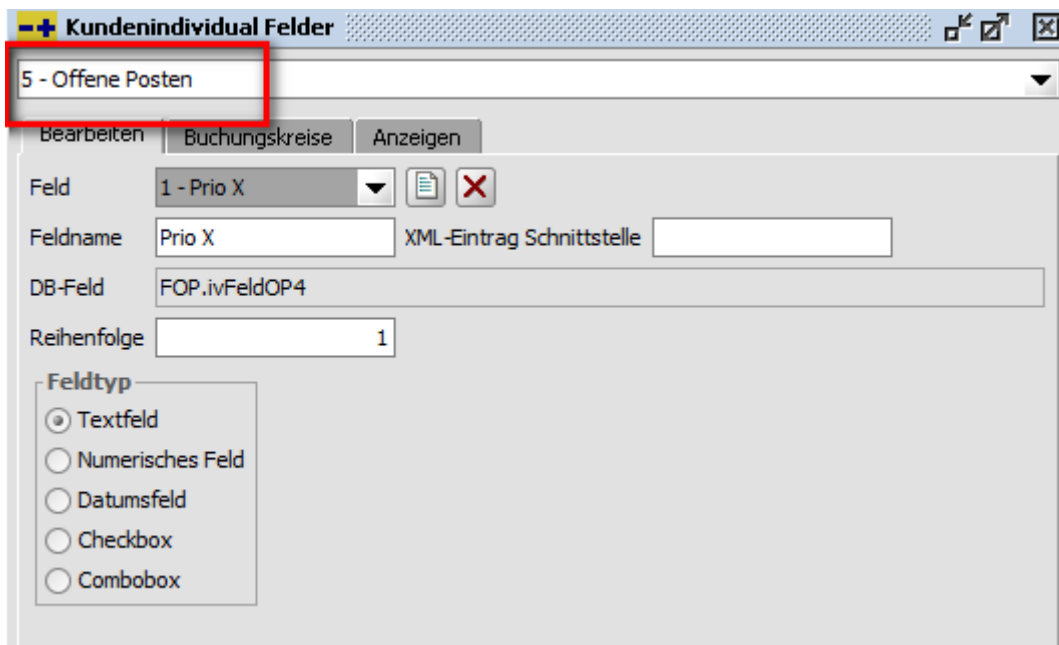 Kundenindividual Felder
5 - Offene Posten
Bearbeiten Buchungskreise Anzeigen
Feld 1 - Prio X
Feldname Prio X XML-Eintrag Schnittstelle
DB-Feld FOP.ivFeldOP4
Reihenfolge 1
Feldtyp
Textfeld
Numerisches Feld
Datumsfeld
Checkbox
Combobox